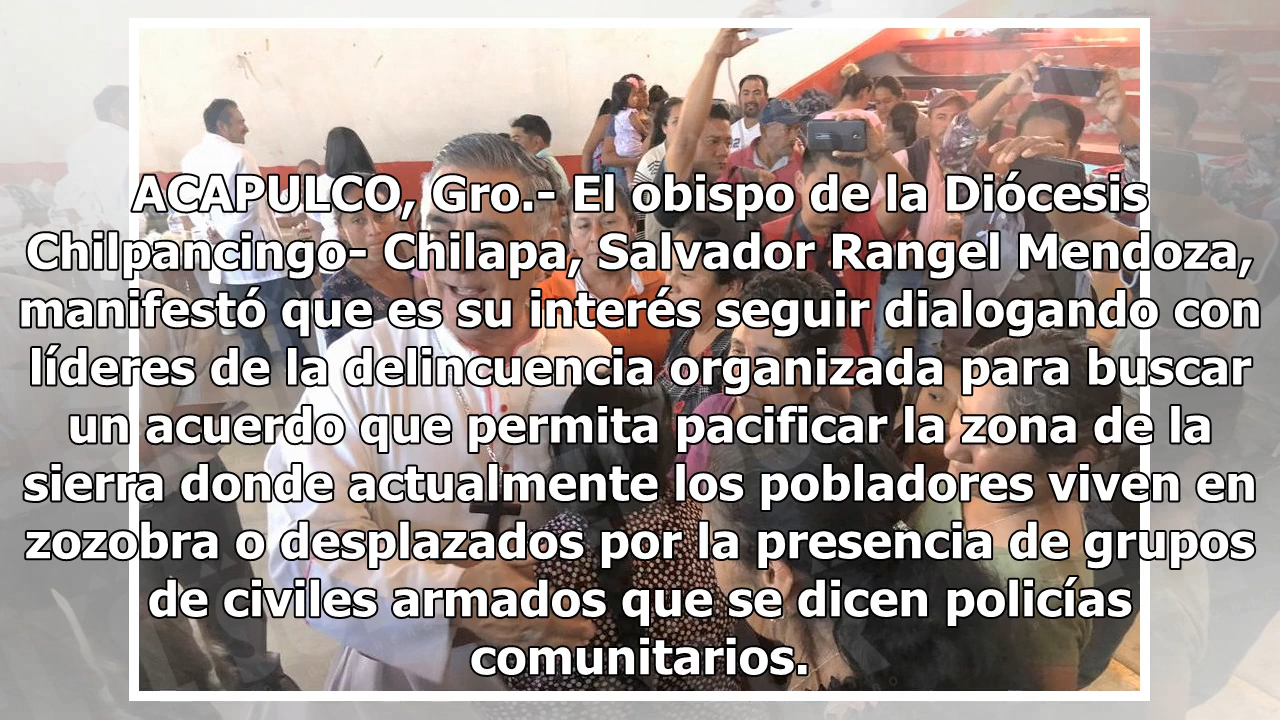 ACAPULCO, Gro.- El obispo de la Diócesis
Chilpancingo- Chilapa, Salvador Rangel Mendoza,
manifestó que es su interés seguir dialogando con
líderes de la delincuencia organizada para buscar
un acuerdo que permita pacificar la zona de la
sierra donde actualmente los pobladores viven en
zozobra o desplazados por la presencia de grupos
de civiles armados que se dicen policías
comunitarios.